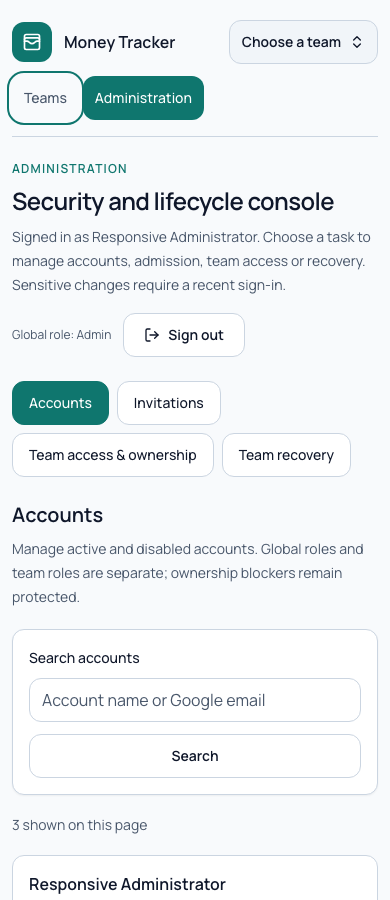 Money Tracker
Choose a team
Teams
Administration
ADMINISTRATION
Security and lifecycle console
Signed in as Responsive Administrator. Choose a task to
manage accounts, admission, team access or recovery.
Sensitive changes require a recent sign-in.
Global role: Admin
Sign out
Accounts
Invitations
Team access & ownership
Team recovery
Accounts
Manage active and disabled accounts. Global roles and
team roles are separate; ownership blockers remain
protected.
Search accounts
Account name or Google email
Search
3 shown on this page
Responsive Administrator